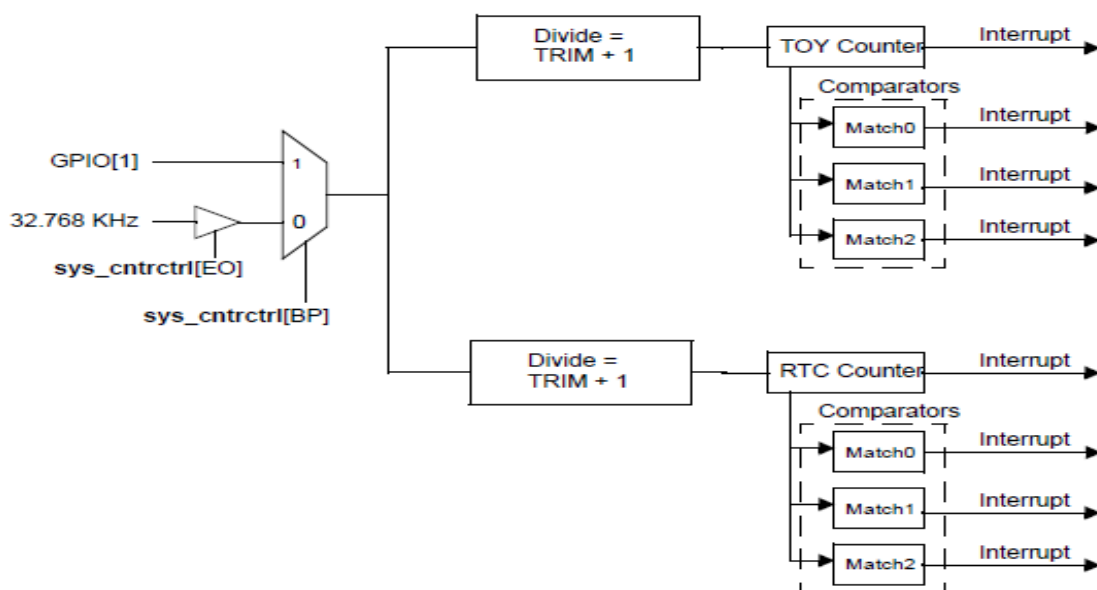 Divide =
TRIM + 1
TOY Counter
Interrupt
Comparators
Match0
Interrupt
Match1
Interrupt
Match2
Interrupt
GPIO[1]
1
32.768 KHz
0
sys_cntrctrl[EO]
sys_cntrctrl[BP]
Divide =
TRIM + 1
RTC Counter
Interrupt
Comparators
Match0
Interrupt
Match1
Interrupt
Match2
Interrupt